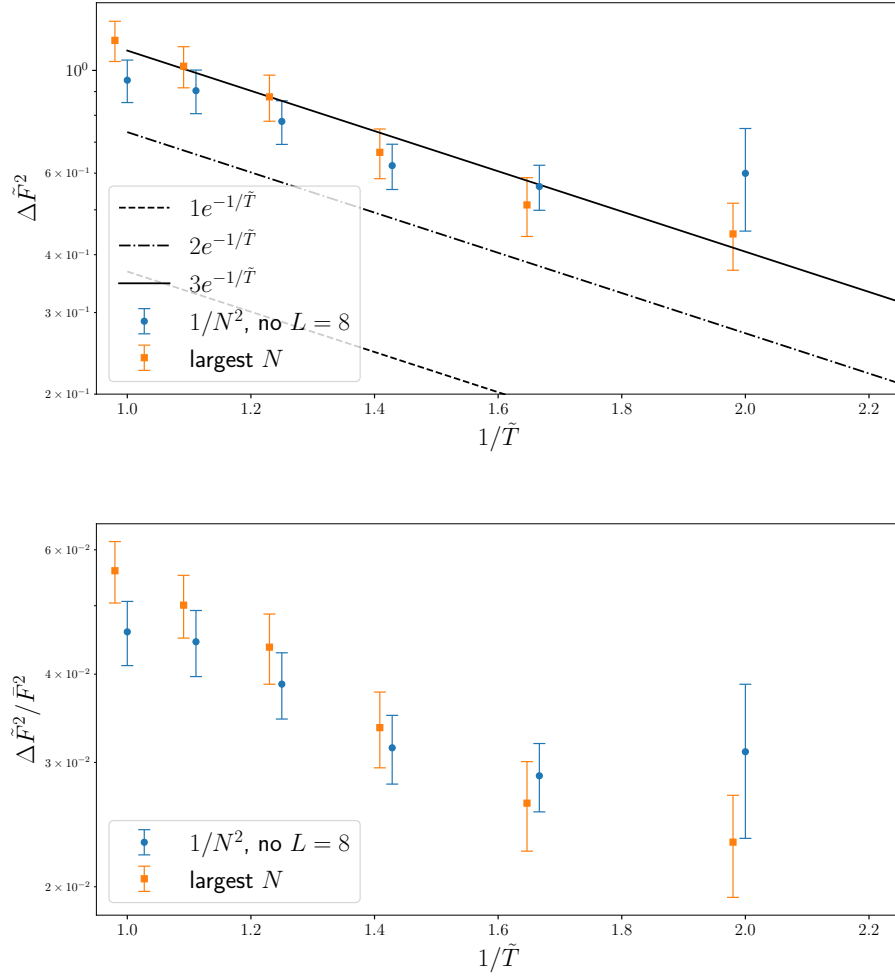 10⁰
6 × 10⁻¹
4 × 10⁻¹
3 × 10⁻¹
2 × 10⁻¹
ΔF̃²
1e^{-1/T̃}
2e^{-1/T̃}
3e^{-1/T̃}
1/N², no L = 8
largest N
1.0 1.2 1.4 1.6 1.8 2.0 2.2
1/T̃
6 × 10⁻²
4 × 10⁻²
3 × 10⁻²
2 × 10⁻²
ΔF̃²/F̄²
1/N², no L = 8
largest N
1.0 1.2 1.4 1.6 1.8 2.0 2.2
1/T̃